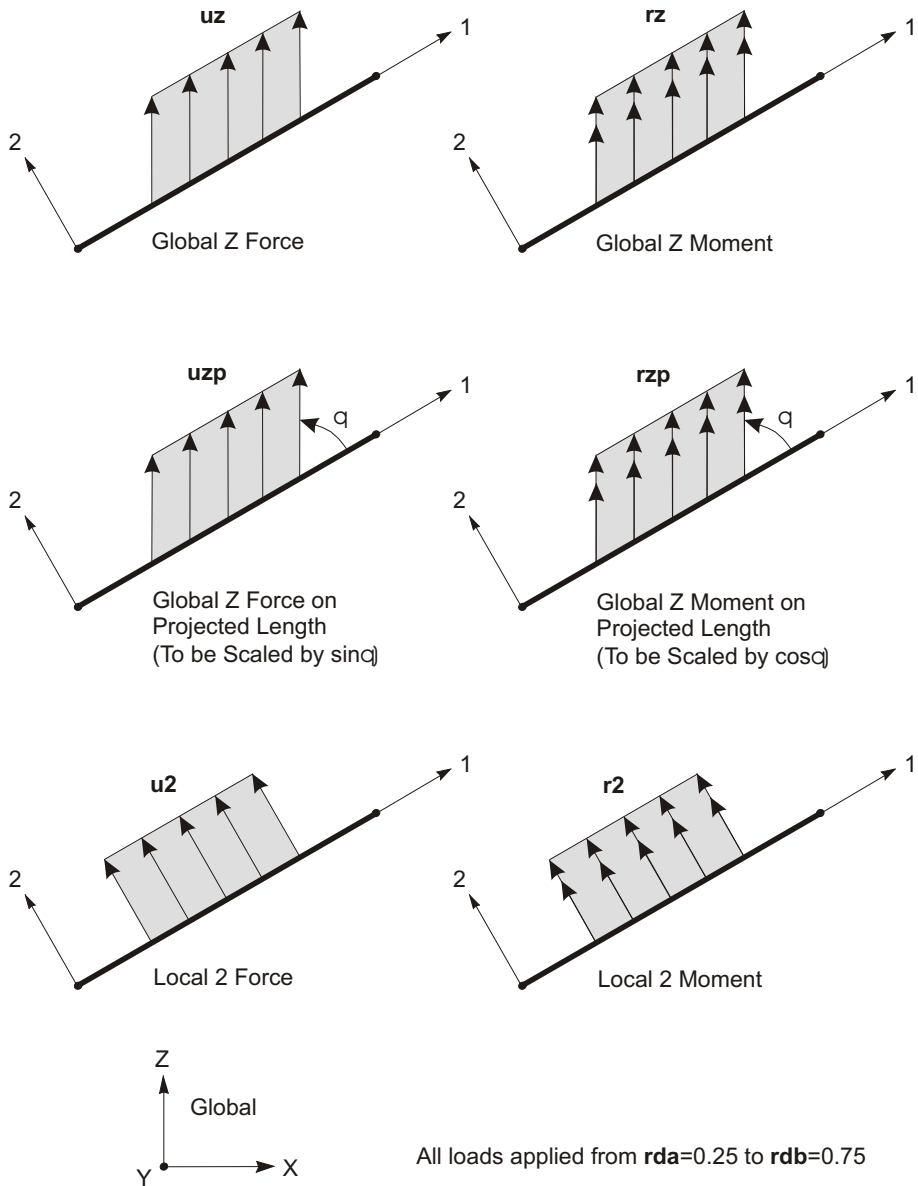 uz
1
2
Global Z Force
rz
1
2
Global Z Moment
uzp
1
q
2
Global Z Force on
Projected Length
(To be Scaled by sinq)
rzp
1
q
2
Global Z Moment on
Projected Length
(To be Scaled by cosq)
u2
1
2
Local 2 Force
r2
1
2
Local 2 Moment
Z
Global
Y
X
All loads applied from rda=0.25 to rdb=0.75